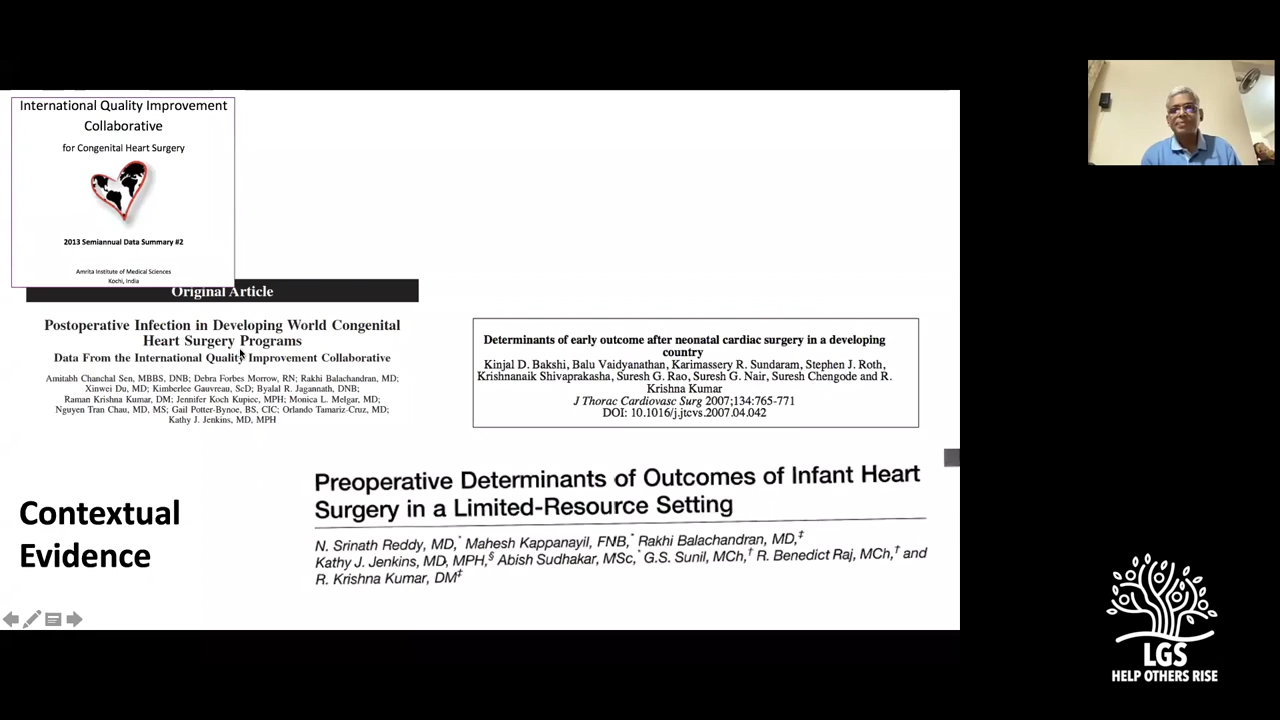 International Quality Improvement
Collaborative
for Congenital Heart Surgery
2013 Semiannual Data Summary #2
Amrita Institute of Medical Sciences
Kochi, India
Original Article
Postoperative Infection in Developing World Congenital
Heart Surgery Programs
Data From the International Quality Improvement Collaborative
Amitabh Chanchal Sen, MBBS, DNB; Debra Forbes Morrow, RN; Rakhi Balachandran, MD;
Xinwei Du, MD; Kimberlee Gauvreau, ScD; Byalal R. Jagannath, DNB;
Raman Krishna Kumar, DM; Jennifer Koch Kupiec, MPH; Monica L. Melgar, MD;
Nguyen Tran Chau, MD, MS; Gail Potter-Bynoe, BS, CIC; Orlando Tamariz-Cruz, MD;
Kathy J. Jenkins, MD, MPH
Determinants of early outcome after neonatal cardiac surgery in a developing
country
Kinjal D. Bakshi, Balu Vaidyanathan, Karimassery R. Sundaram, Stephen J. Roth,
Krishnanaik Shivaprakasha, Suresh G. Rao, Suresh G. Nair, Suresh Chengode and R.
Krishna Kumar
J Thorac Cardiovasc Surg 2007;134:765-771
DOI: 10.1016/j.jtcvs.2007.04.042
Contextual
Evidence
Preoperative Determinants of Outcomes of Infant Heart
Surgery in a Limited-Resource Setting
N. Srinath Reddy, MD,* Mahesh Kappanayil, FNB,* Rakhi Balachandran, MD,‡
Kathy J. Jenkins, MD, MPH,§ Abish Sudhakar, MSc,* G.S. Sunil, MCh,† R. Benedict Raj, MCh,† and
R. Krishna Kumar, DM‡
LGS
HELP OTHERS RISE